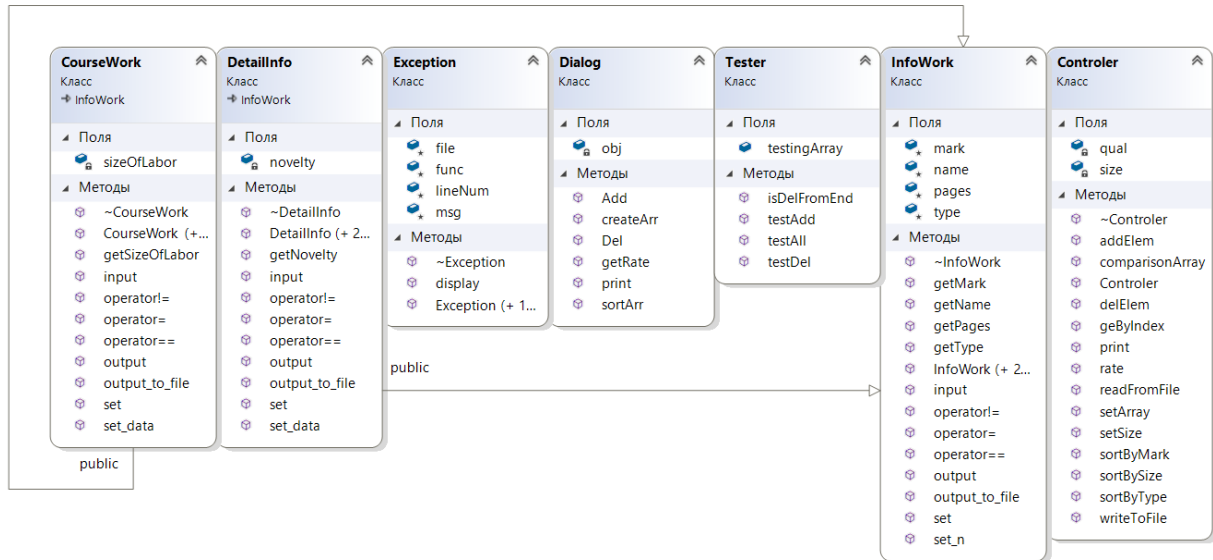 CourseWork
Класс
InfoWork
Поля
sizeOfLabor
Методы
~CourseWork
CourseWork (+...
getSizeOfLabor
input
operator!=
operator=
operator==
output
output_to_file
set
set_data
public
DetailInfo
Класс
InfoWork
Поля
novelty
Методы
~DetailInfo
DetailInfo (+ 2...
getNovelty
input
operator!=
operator=
operator==
output
output_to_file
set
set_data
public
Exception
Класс
Поля
file
func
lineNum
msg
Методы
~Exception
display
Exception (+ 1...
Dialog
Класс
Поля
obj
Методы
Add
createArr
Del
getRate
print
sortArr
Tester
Класс
Поля
testingArray
Методы
isDelFromEnd
testAdd
testAll
testDel
InfoWork
Класс
Поля
mark
name
pages
type
Методы
~InfoWork
getMark
getName
getPages
getType
InfoWork (+ 2...
input
operator!=
operator=
operator==
output
output_to_file
set
set_n
Controler
Класс
Поля
qual
size
Методы
~Controler
addElem
comparisonArray
Controler
delElem
geByIndex
print
rate
readFromFile
setArray
setSize
sortByMark
sortBySize
sortByType
writeToFile